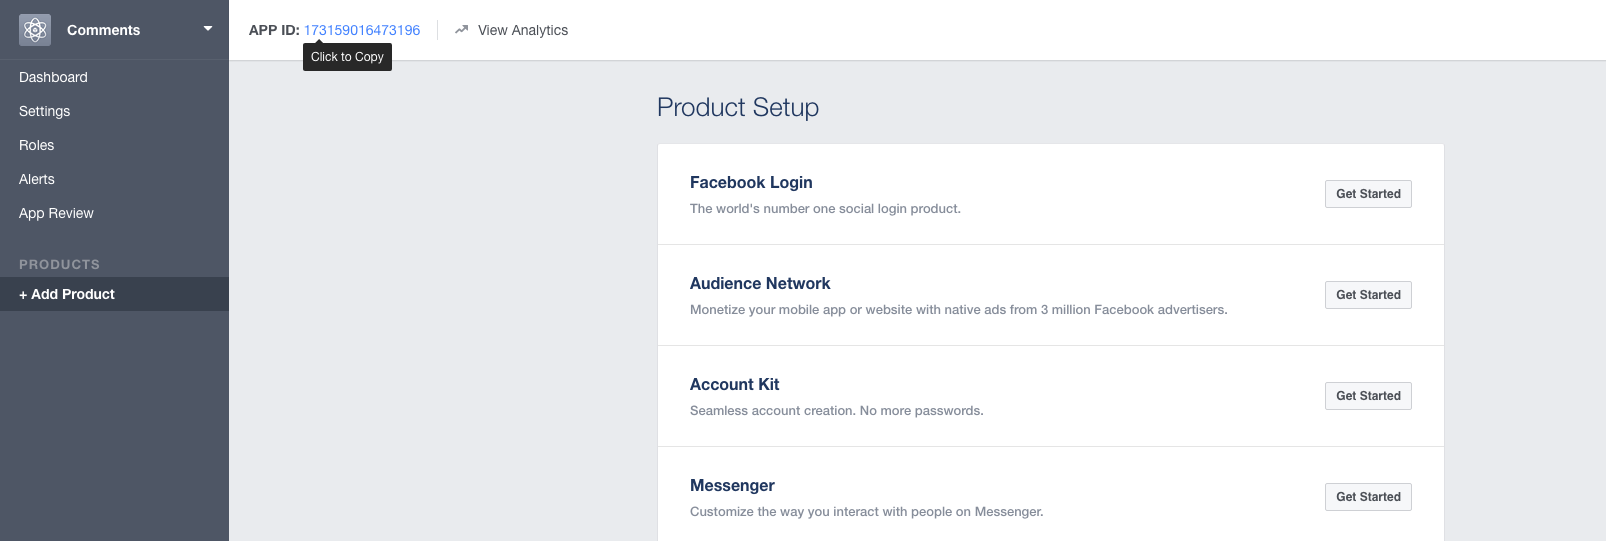 Comments
APP ID: 173159016473196
View Analytics
Click to Copy
Dashboard
Settings
Roles
Alerts
App Review
PRODUCTS
+ Add Product
Product Setup
Facebook Login
The world's number one social login product.
Get Started
Audience Network
Monetize your mobile app or website with native ads from 3 million Facebook advertisers.
Get Started
Account Kit
Seamless account creation. No more passwords.
Get Started
Messenger
Customize the way you interact with people on Messenger.
Get Started